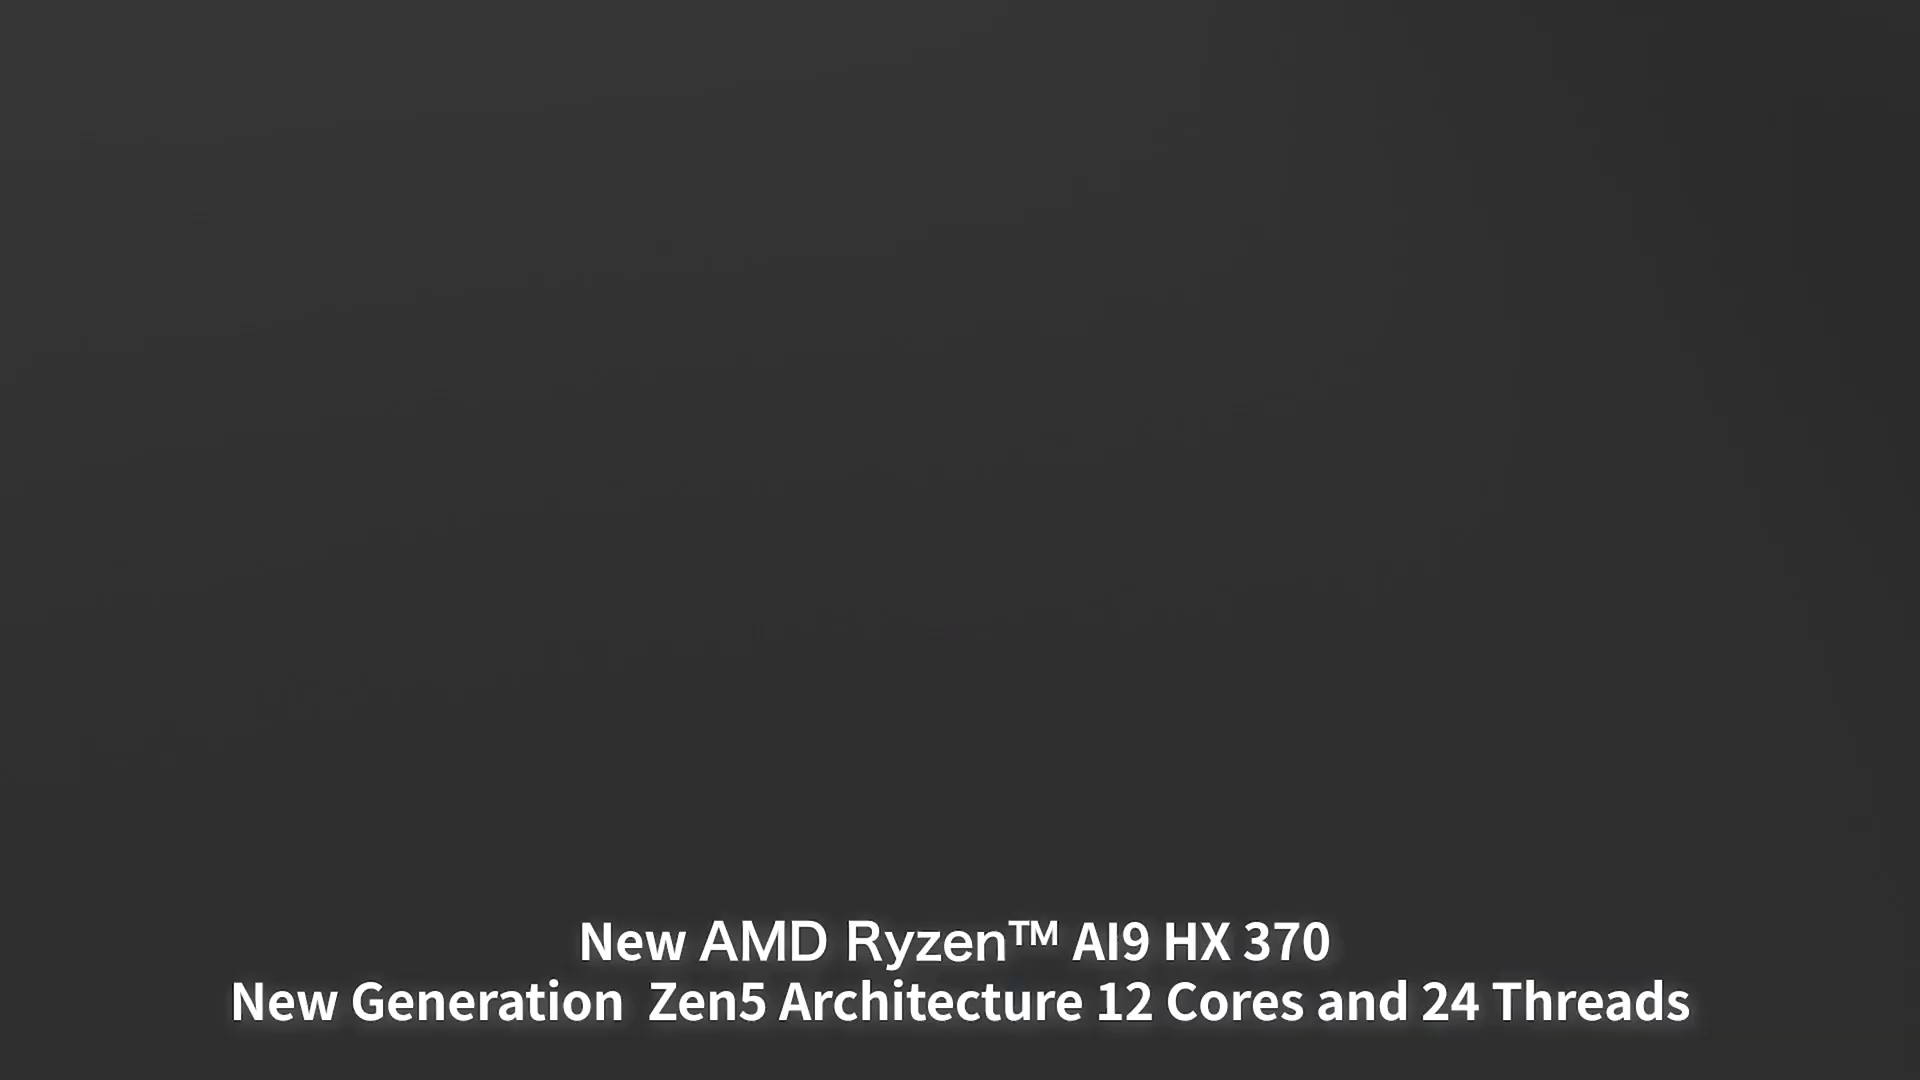 New AMD Ryzen™ AI9 HX 370
New Generation  Zen5 Architecture 12 Cores and 24 Threads